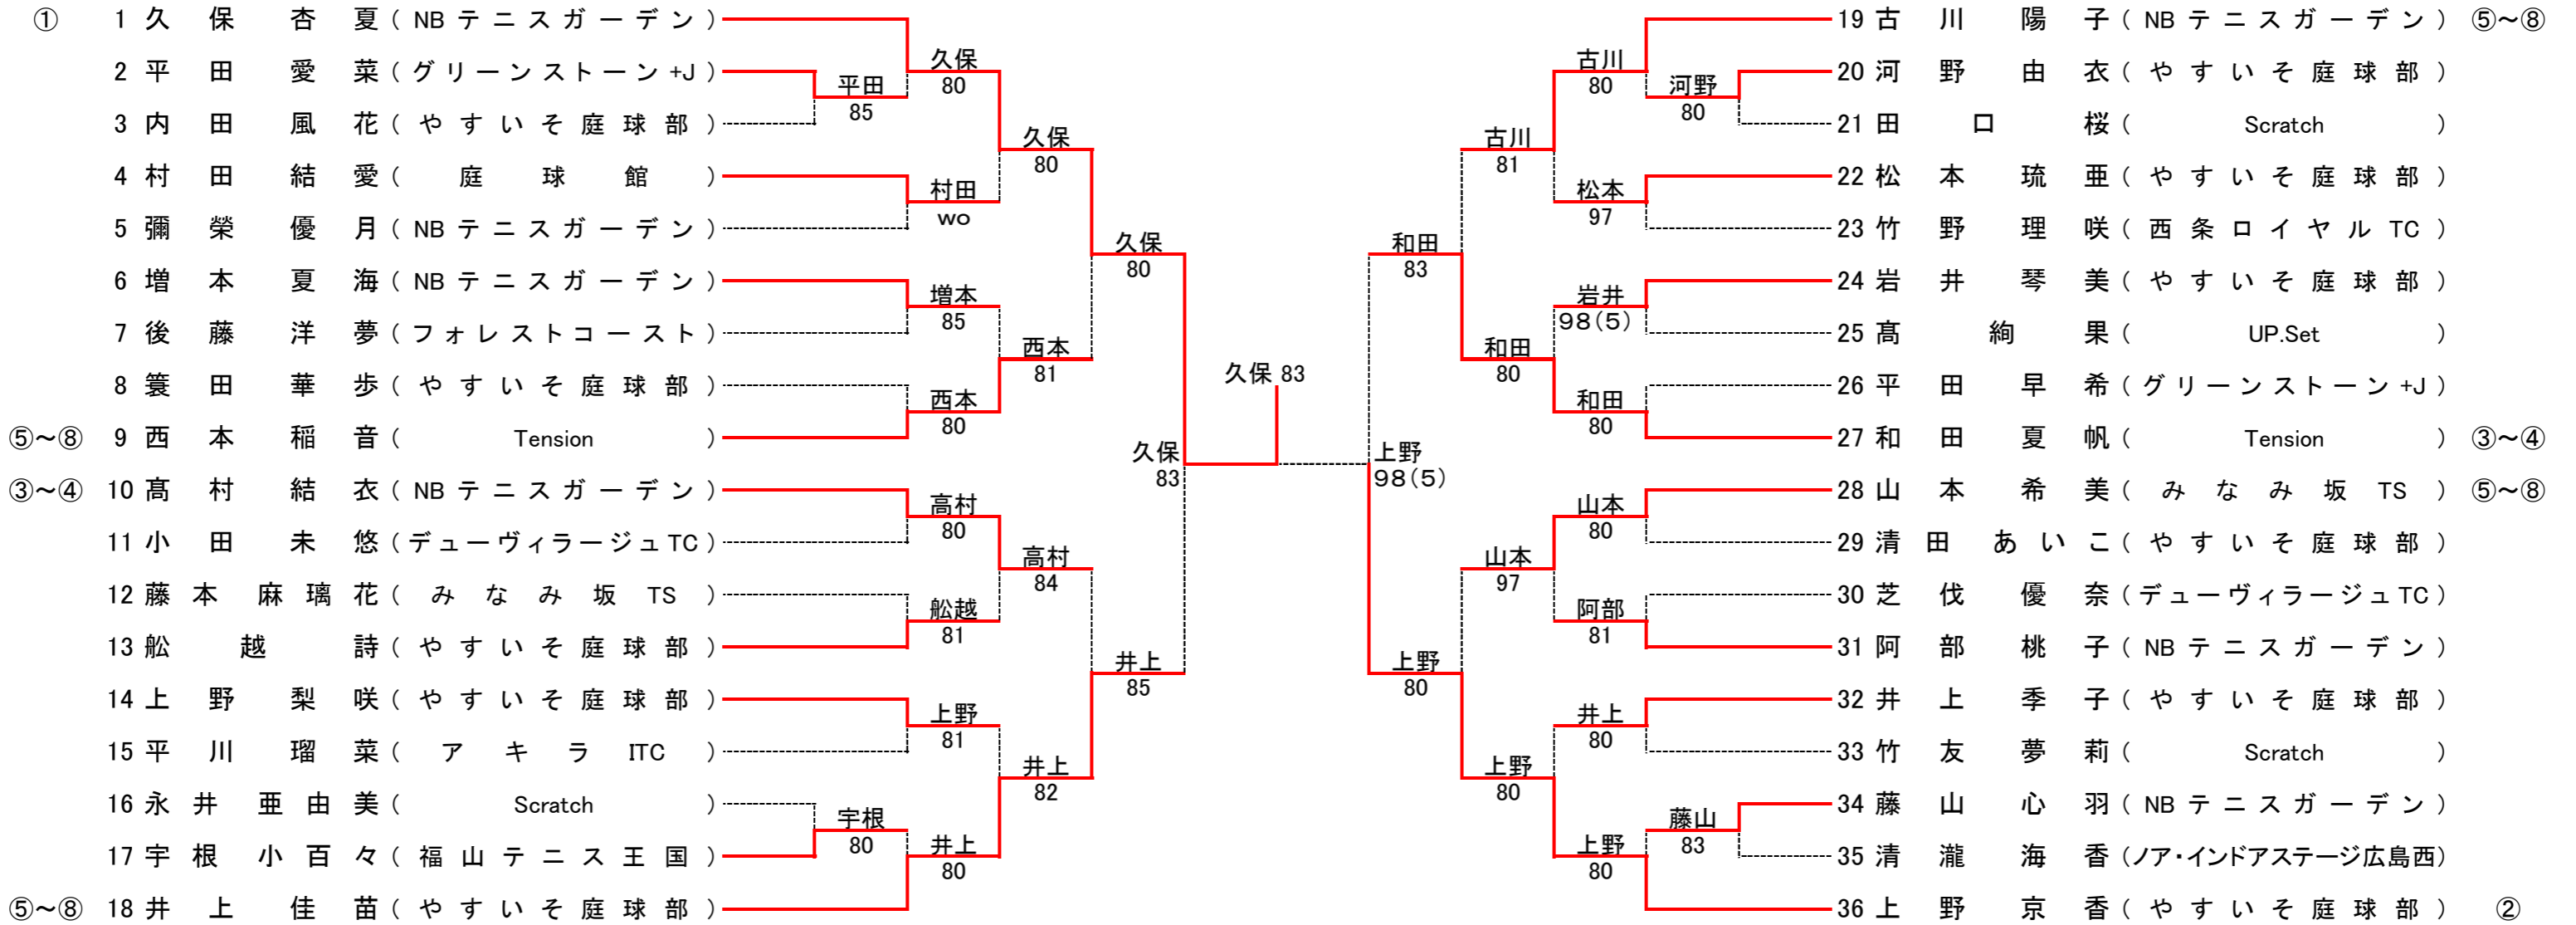 ① 1 久保 杏夏 ( NB テニスガーデン )
2 平田 愛菜 ( グリーンストーン +J )
3 内田 風花 ( やすいそ庭球部 )
4 村田 結愛 ( 庭球館 )
5 彌榮 優月 ( NB テニスガーデン )
6 増本 夏海 ( NB テニスガーデン )
7 後藤 洋夢 ( フォレストコースト )
8 簑田 華歩 ( やすいそ庭球部 )
⑤～⑧ 9 西本 稲音 ( Tension )
③～④ 10 髙村 結衣 ( NB テニスガーデン )
11 小田 未悠 ( デューヴィラージュ TC )
12 藤本 麻璃花 ( みなみ坂 TS )
13 舩越 詩 ( やすいそ庭球部 )
14 上野 梨咲 ( やすいそ庭球部 )
15 平川 瑠菜 ( アキラ ITC )
16 永井 亜由美 ( Scratch )
17 宇根 小百々 ( 福山テニス王国 )
⑤～⑧ 18 井上 佳苗 ( やすいそ庭球部 )
平田
85
宇根
80
久保
80
村田
wo
増本
85
西本
80
高村
80
舩越
81
上野
81
井上
80
久保
80
西本
81
高村
84
井上
82
久保
80
井上
85
久保
83
久保 83
上野
98(5)
和田
83
上野
80
古川
81
和田
80
山本
97
上野
80
古川
80
松本
97
岩井
98(5)
和田
80
山本
80
阿部
81
井上
80
上野
80
河野
80
藤山
83
19 古川 陽子 ( NB テニスガーデン ) ⑤～⑧
20 河野 由衣 ( やすいそ庭球部 )
21 田口 桜 ( Scratch )
22 松本 琉亜 ( やすいそ庭球部 )
23 竹野 理咲 ( 西条ロイヤル TC )
24 岩井 琴美 ( やすいそ庭球部 )
25 髙 絢果 ( UP.Set )
26 平田 早希 ( グリーンストーン +J )
27 和田 夏帆 ( Tension ) ③～④
28 山本 希美 ( みなみ坂 TS ) ⑤～⑧
29 清田 あいこ ( やすいそ庭球部 )
30 芝伐 優奈 ( デューヴィラージュ TC )
31 阿部 桃子 ( NB テニスガーデン )
32 井上 季子 ( やすいそ庭球部 )
33 竹友 夢莉 ( Scratch )
34 藤山 心羽 ( NB テニスガーデン )
35 清瀧 海香 (ノア・インドアステージ広島西)
36 上野 京香 ( やすいそ庭球部 ) ②